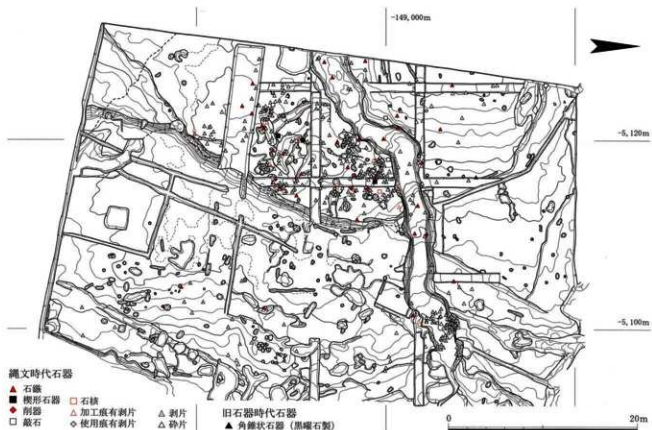 -149,000m
-5,120m
-5,100m
縄文時代石器
石鏃
楔形石器 石核
削器 加工痕有剥片 剥片
敲石 使用痕有剥片 砕片
旧石器時代石器
角錐状石器（黒曜石製）
0 20m